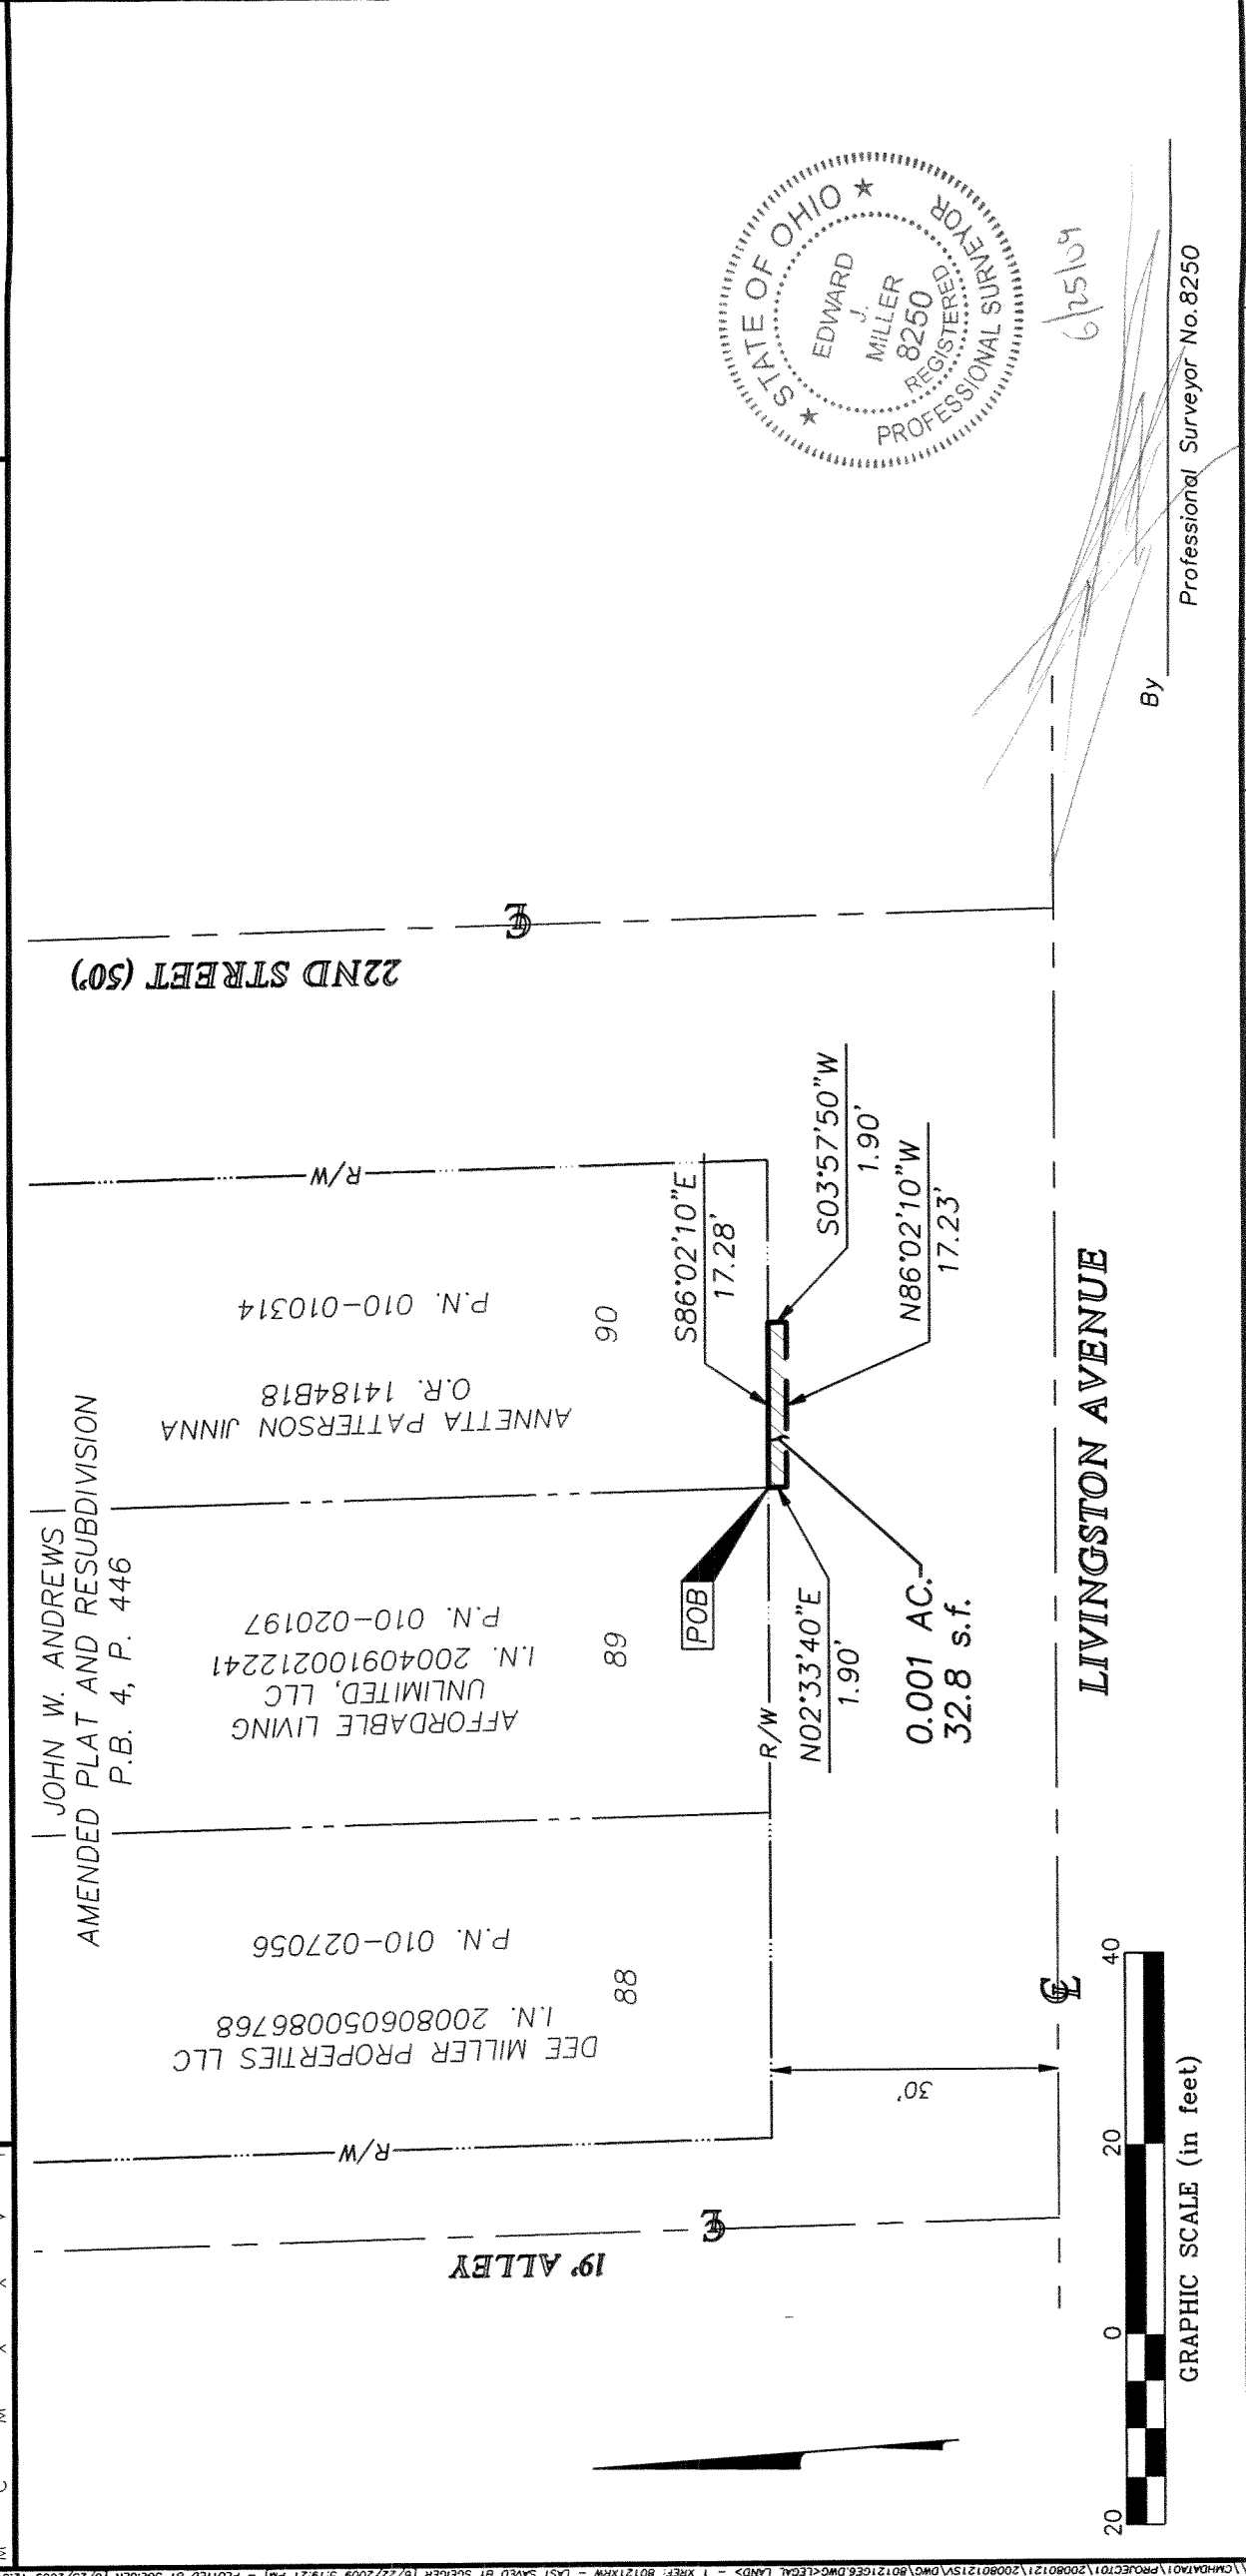 JOHN W. ANDREWS
AMENDED PLAT AND RESUBDIVISION
P.B. 4, P. 446
DEE MILLER PROPERTIES LLC
I.N. 200806050086768
P.N. 010-027056
88
AFFORDABLE LIVING
UNLIMITED, LLC
I.N. 200409100212241
P.N. 010-020197
89
ANNETTA PATTERSON JINNA
O.R. 14184B18
P.N. 010-010314
90
19' ALLEY
R/W
R/W
22ND STREET (50')
R/W
POB
S86°02'10"E
17.28'
S03°57'50"W
1.90'
N86°02'10"W
17.23'
N02°33'40"E
1.90'
0.001 AC.
32.8 s.f.
30'
LIVINGSTON AVENUE
20 0 20 40
GRAPHIC SCALE (in feet)
STATE OF OHIO
EDWARD
J.
MILLER
8250
REGISTERED
PROFESSIONAL SURVEYOR
6/25/09
By
Professional Surveyor No.8250